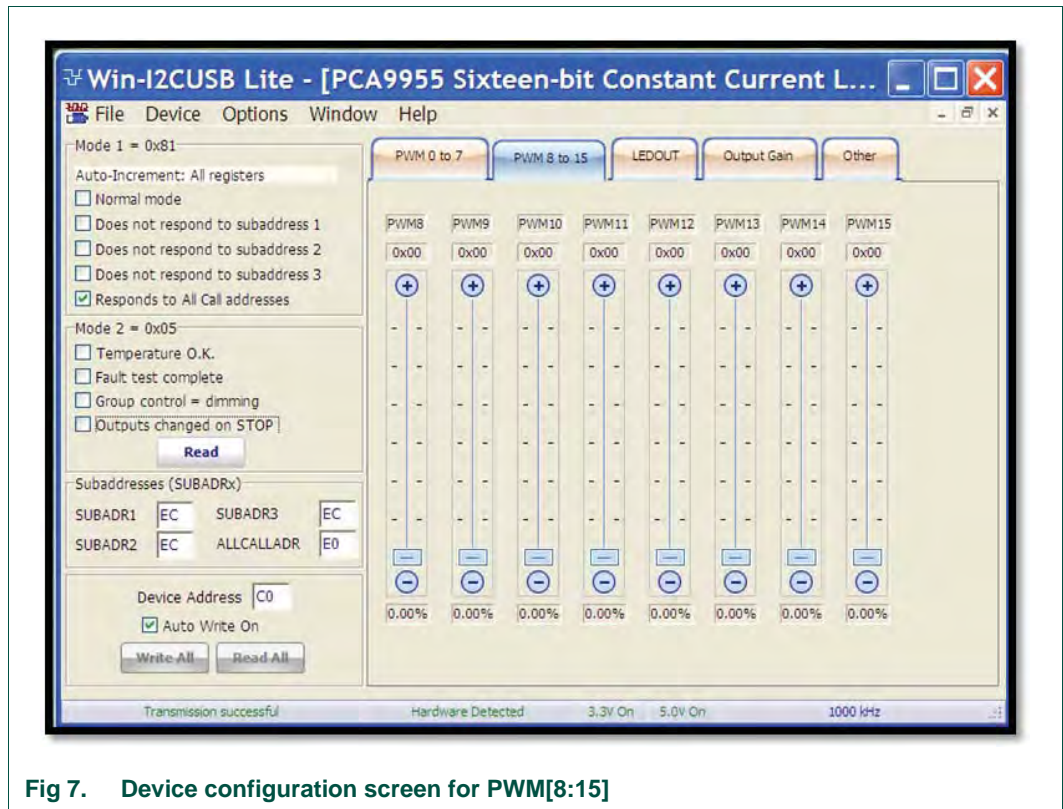 Win-I2CUSB Lite - [PCA9955 Sixteen-bit Constant Current L...
File Device Options Window Help
Mode 1 = 0x81
Auto-Increment: All registers
Normal mode
Does not respond to subaddress 1
Does not respond to subaddress 2
Does not respond to subaddress 3
Responds to All Call addresses
Mode 2 = 0x05
Temperature O.K.
Fault test complete
Group control = dimming
Outputs changed on STOP
Read
Subaddresses (SUBADRx)
SUBADR1 EC SUBADR3 EC
SUBADR2 EC ALLCALLADR E0
Device Address C0
Auto Write On
Write All Read All
PWM 0 to 7 PWM 8 to 15 LEDOUT Output Gain Other
PWM8 PWM9 PWM10 PWM11 PWM12 PWM13 PWM14 PWM15
0x00 0x00 0x00 0x00 0x00 0x00 0x00 0x00
0.00% 0.00% 0.00% 0.00% 0.00% 0.00% 0.00% 0.00%
Transmission successful Hardware Detected 3.3V On 5.0V On 1000 kHz
Fig 7. Device configuration screen for PWM[8:15]